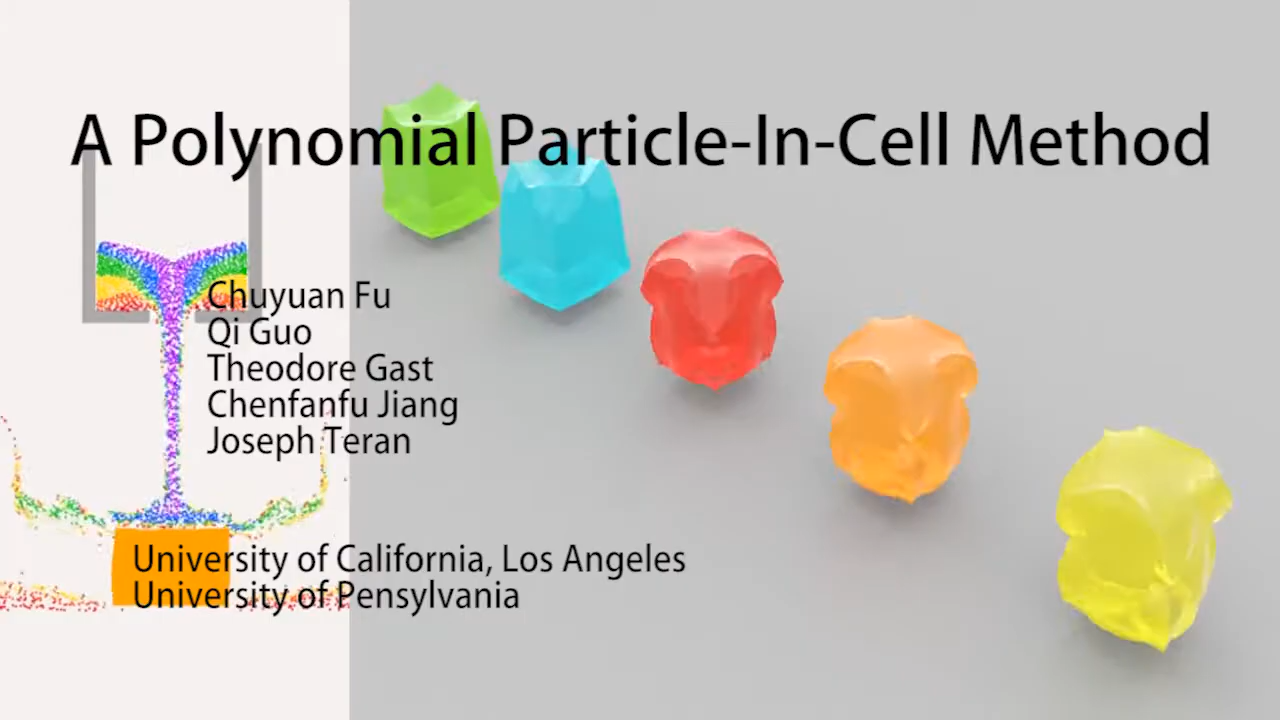 A Polynomial Particle-In-Cell Method
Chuyuan Fu
Qi Guo
Theodore Gast
Chenfanfu Jiang
Joseph Teran
University of California, Los Angeles
University of Pensylvania